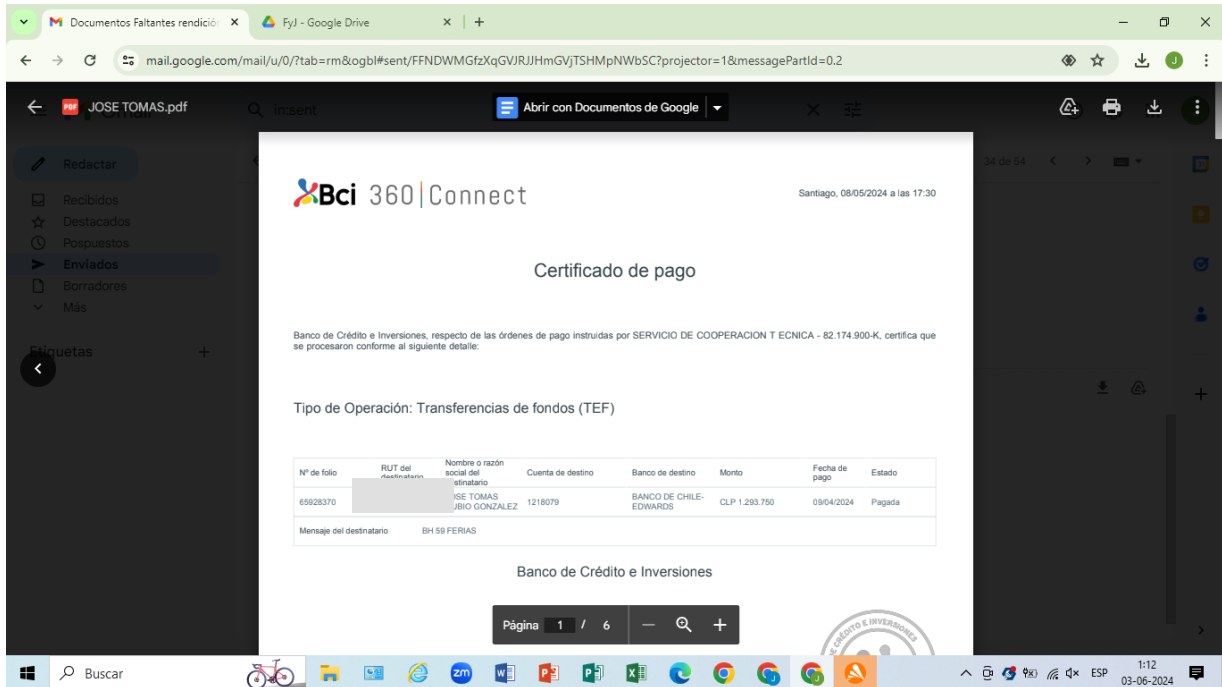 Documentos Faltantes rendición
FyJ - Google Drive
mail.google.com/mail/u/0/?tab=rm&ogbl#sent/FFNDWMGfzXqGVJRJJHmGVjTSHMpNWbSC?projector=1&messagePartId=0.2
JOSE TOMAS.pdf
in:sent
Abrir con Documentos de Google
Redactar
34 de 54
Recibidos
Destacados
Pospuestos
Enviados
Borradores
Más
Etiquetas
Bci 360|Connect
Santiago, 08/05/2024 a las 17:30
Certificado de pago
Banco de Crédito e Inversiones, respecto de las órdenes de pago instruidas por SERVICIO DE COOPERACION T ECNICA - 82.174.900-K, certifica que
se procesaron conforme al siguiente detalle:
Tipo de Operación: Transferencias de fondos (TEF)
Nº de folio RUT del destinatario Nombre o razón social del destinatario Cuenta de destino Banco de destino Monto Fecha de pago Estado
65928370 JOSE TOMAS RUBIO GONZALEZ 1218079 BANCO DE CHILE-EDWARDS CLP 1.293.750 09/04/2024 Pagada
Mensaje del destinatario BH 59 FERIAS
Banco de Crédito e Inversiones
Página 1 / 6
CRÉDITO E INVERSIONES
Buscar
ESP
1:12
03-06-2024